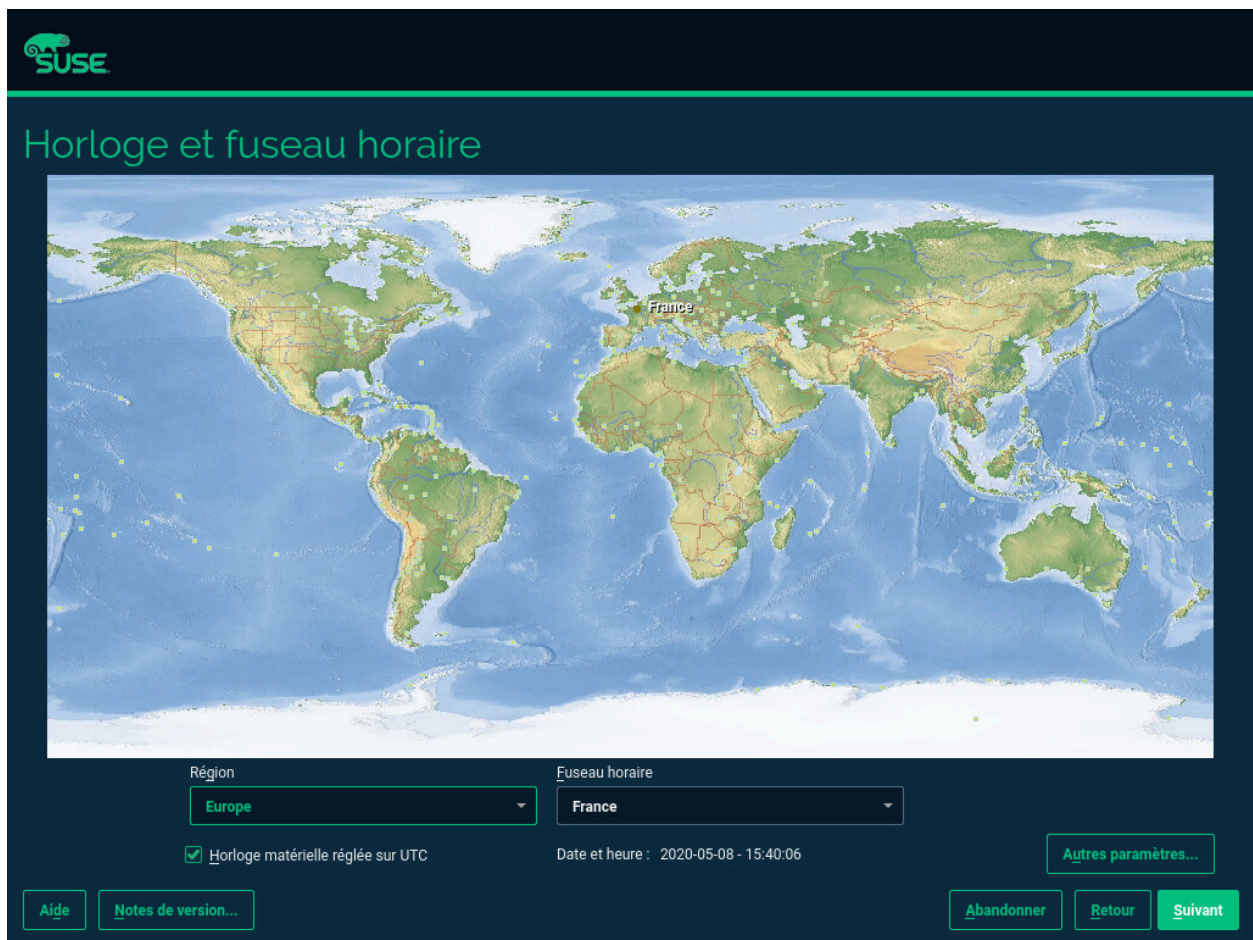 SUSE
Horloge et fuseau horaire
France
Région
Fuseau horaire
Europe
France
Horloge matérielle réglée sur UTC
Date et heure : 2020-05-08 - 15:40:06
Autres paramètres...
Aide
Notes de version...
Abandonner
Retour
Suivant